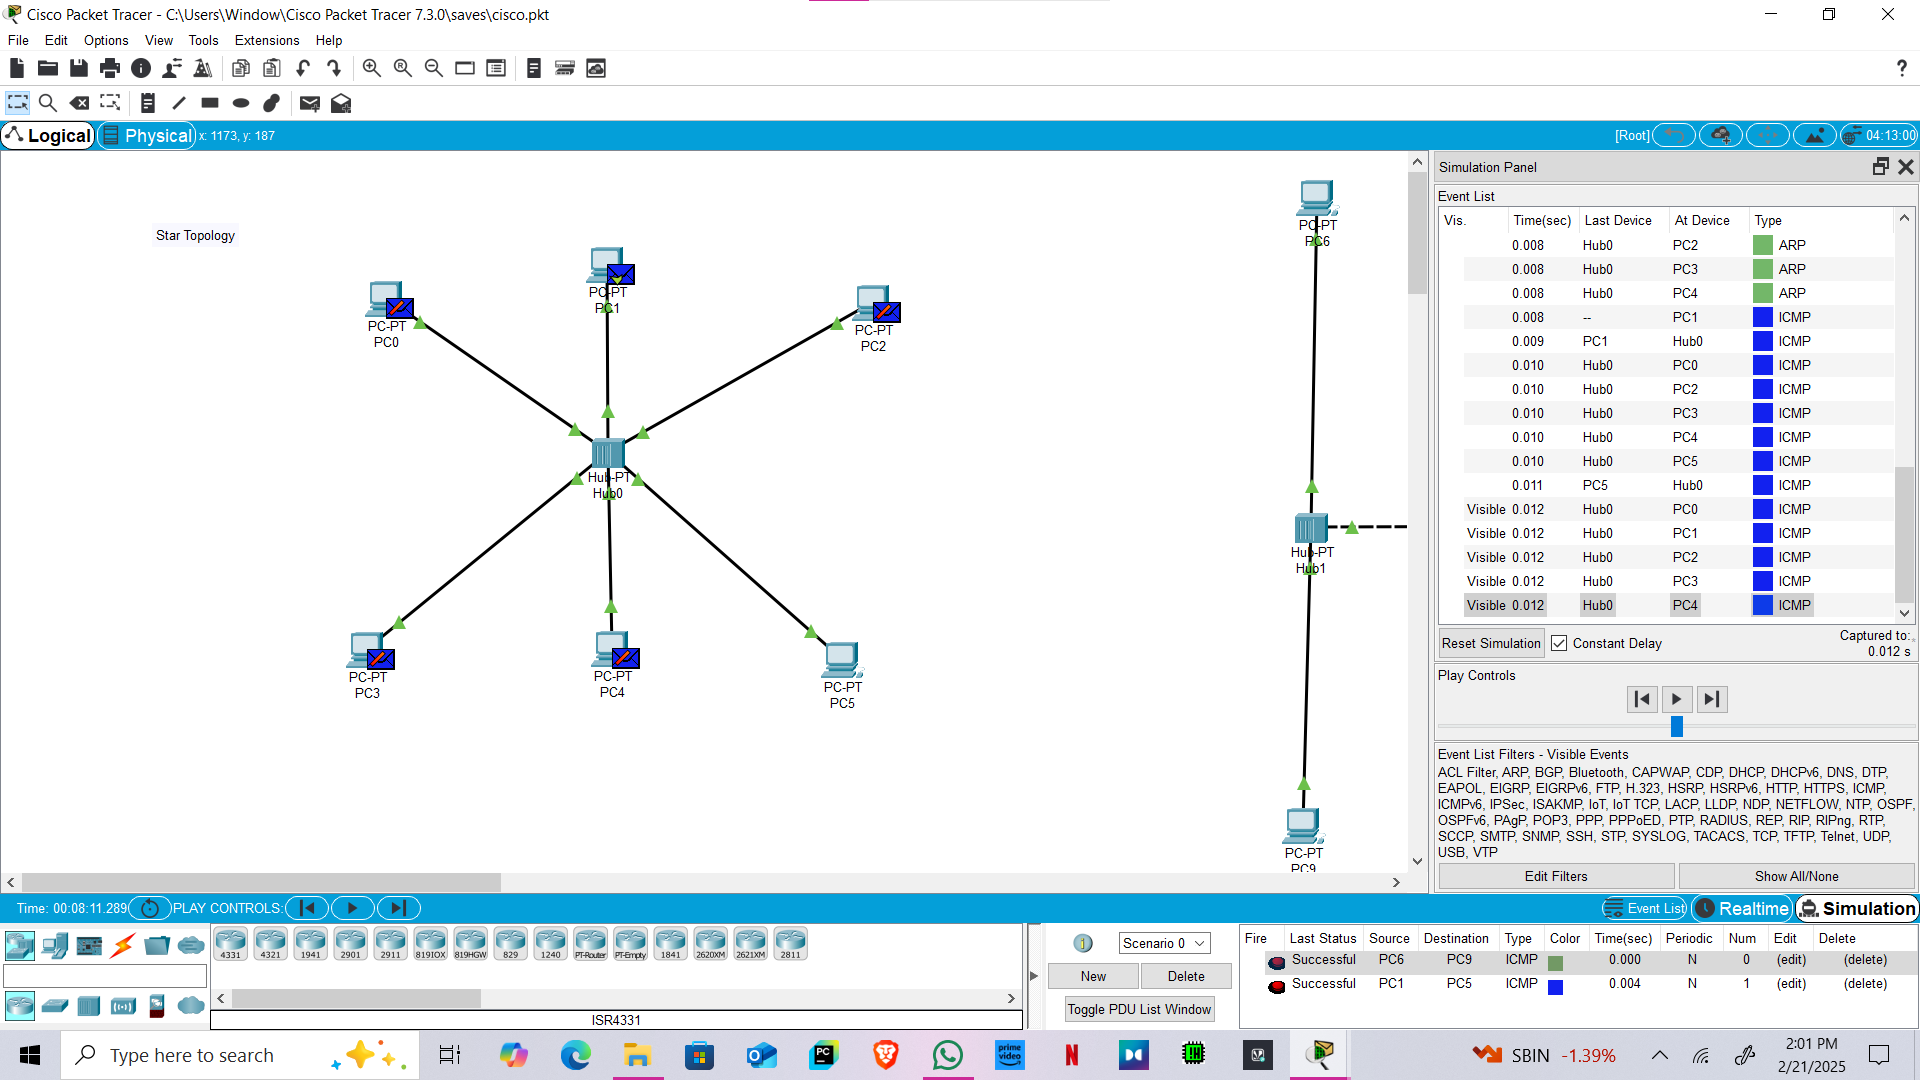 Cisco Packet Tracer - C:\Users\Window\Cisco Packet Tracer 7.3.0\saves\cisco.pkt
File Edit Options View Tools Extensions Help
?
Logical Physical x: 1173, y: 187 [Root] 04:13:00
Star Topology
PC-PT
PC0
PC-PT
PC1
PC-PT
PC2
Hub-PT
Hub0
PC-PT
PC3
PC-PT
PC4
PC-PT
PC5
PC-PT
PC6
Hub-PT
Hub1
PC-PT
PC9
Simulation Panel
Event List
Vis. Time(sec) Last Device At Device Type
0.008 Hub0 PC2 ARP
0.008 Hub0 PC3 ARP
0.008 Hub0 PC4 ARP
0.008 -- PC1 ICMP
0.009 PC1 Hub0 ICMP
0.010 Hub0 PC0 ICMP
0.010 Hub0 PC2 ICMP
0.010 Hub0 PC3 ICMP
0.010 Hub0 PC4 ICMP
0.010 Hub0 PC5 ICMP
0.011 PC5 Hub0 ICMP
Visible 0.012 Hub0 PC0 ICMP
Visible 0.012 Hub0 PC1 ICMP
Visible 0.012 Hub0 PC2 ICMP
Visible 0.012 Hub0 PC3 ICMP
Visible 0.012 Hub0 PC4 ICMP
Reset Simulation Constant Delay Captured to:
0.012 s
Play Controls
Event List Filters - Visible Events
ACL Filter, ARP, BGP, Bluetooth, CAPWAP, CDP, DHCP, DHCPv6, DNS, DTP,
EAPOL, EIGRP, EIGRPv6, FTP, H.323, HSRP, HSRPv6, HTTP, HTTPS, ICMP,
ICMPv6, IPSec, ISAKMP, IoT, IoT TCP, LACP, LLDP, NDP, NETFLOW, NTP, OSPF,
OSPFv6, PAgP, POP3, PPP, PPPoED, PTP, RADIUS, REP, RIP, RIPng, RTP,
SCCP, SMTP, SNMP, SSH, STP, SYSLOG, TACACS, TCP, TFTP, Telnet, UDP,
USB, VTP
Edit Filters Show All/None
Time: 00:08:11.289 PLAY CONTROLS: Event List Realtime Simulation
4331 4321 1941 2901 2911 819IOX 819HGW 829 1240 PT-Router PT-Empty 1841 2620XM 2621XM 2811
ISR4331
Scenario 0
New Delete
Toggle PDU List Window
Fire Last Status Source Destination Type Color Time(sec) Periodic Num Edit Delete
Successful PC6 PC9 ICMP 0.000 N 0 (edit) (delete)
Successful PC1 PC5 ICMP 0.004 N 1 (edit) (delete)
Type here to search
PC
prime
video
N
SBIN -1.39%
2:01 PM
2/21/2025